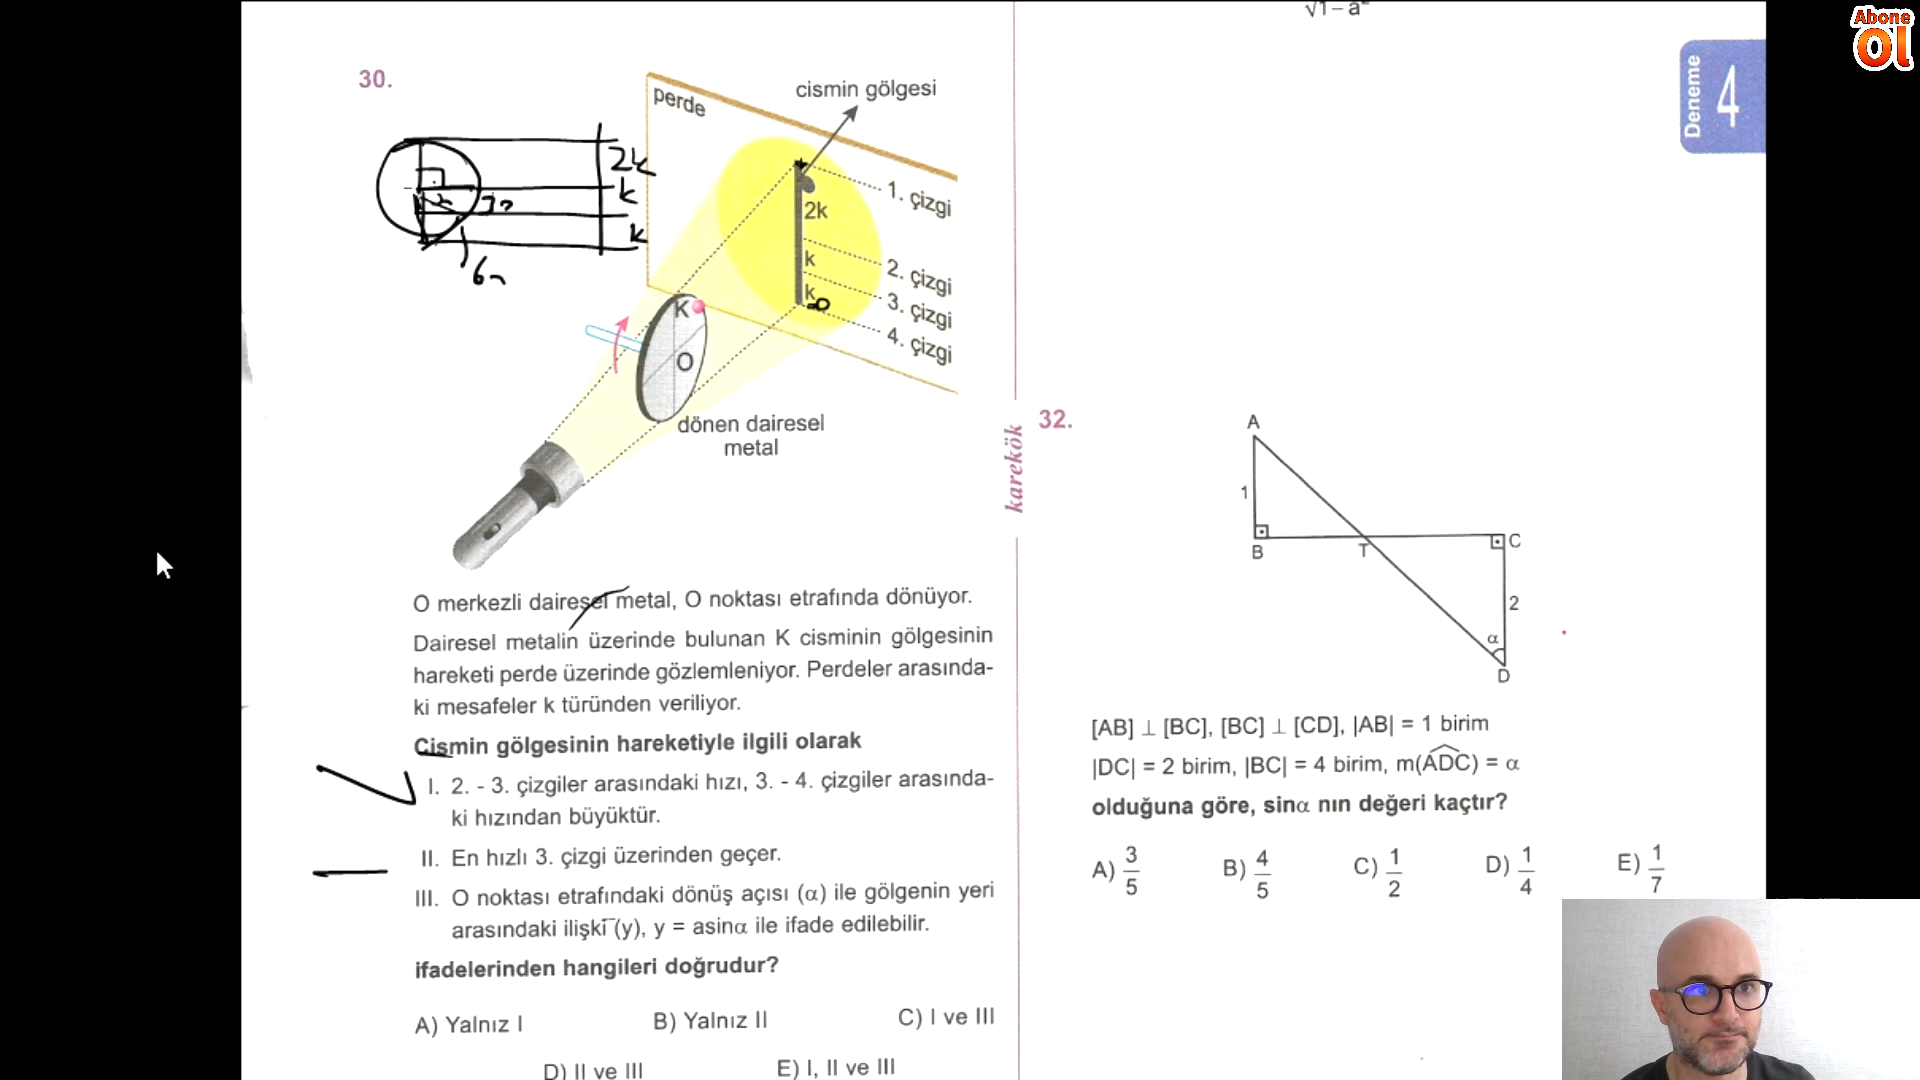 √1 – a²
Abone
Ol
Deneme
4
30.
perde
cismin gölgesi
2k
k
k
30
60
1. çizgi
2k
2. çizgi
k
3. çizgi
k
4. çizgi
K
O
dönen dairesel
metal
O merkezli dairesel metal, O noktası etrafında dönüyor.
Dairesel metalin üzerinde bulunan K cisminin gölgesinin
hareketi perde üzerinde gözlemleniyor. Perdeler arasında-
ki mesafeler k türünden veriliyor.
Cismin gölgesinin hareketiyle ilgili olarak
I. 2. - 3. çizgiler arasındaki hızı, 3. - 4. çizgiler arasında-
ki hızından büyüktür.
II. En hızlı 3. çizgi üzerinden geçer.
III. O noktası etrafındaki dönüş açısı (α) ile gölgenin yeri
arasındaki ilişki (y), y = asinα ile ifade edilebilir.
ifadelerinden hangileri doğrudur?
A) Yalnız I B) Yalnız II C) I ve III
D) II ve III E) I, II ve III
karekök
32.
A
1
B
T
C
2
α
D
[AB] ⊥ [BC], [BC] ⊥ [CD], |AB| = 1 birim
|DC| = 2 birim, |BC| = 4 birim, m(ADC) = α
olduğuna göre, sinα nın değeri kaçtır?
A) 3/5 B) 4/5 C) 1/2 D) 1/4 E) 1/7